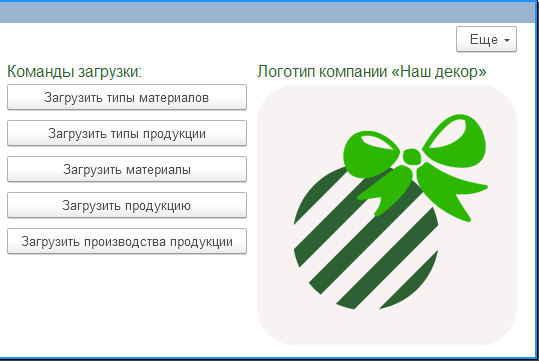 Еще
Команды загрузки:
Загрузить типы материалов
Загрузить типы продукции
Загрузить материалы
Загрузить продукцию
Загрузить производства продукции
Логотип компании «Наш декор»